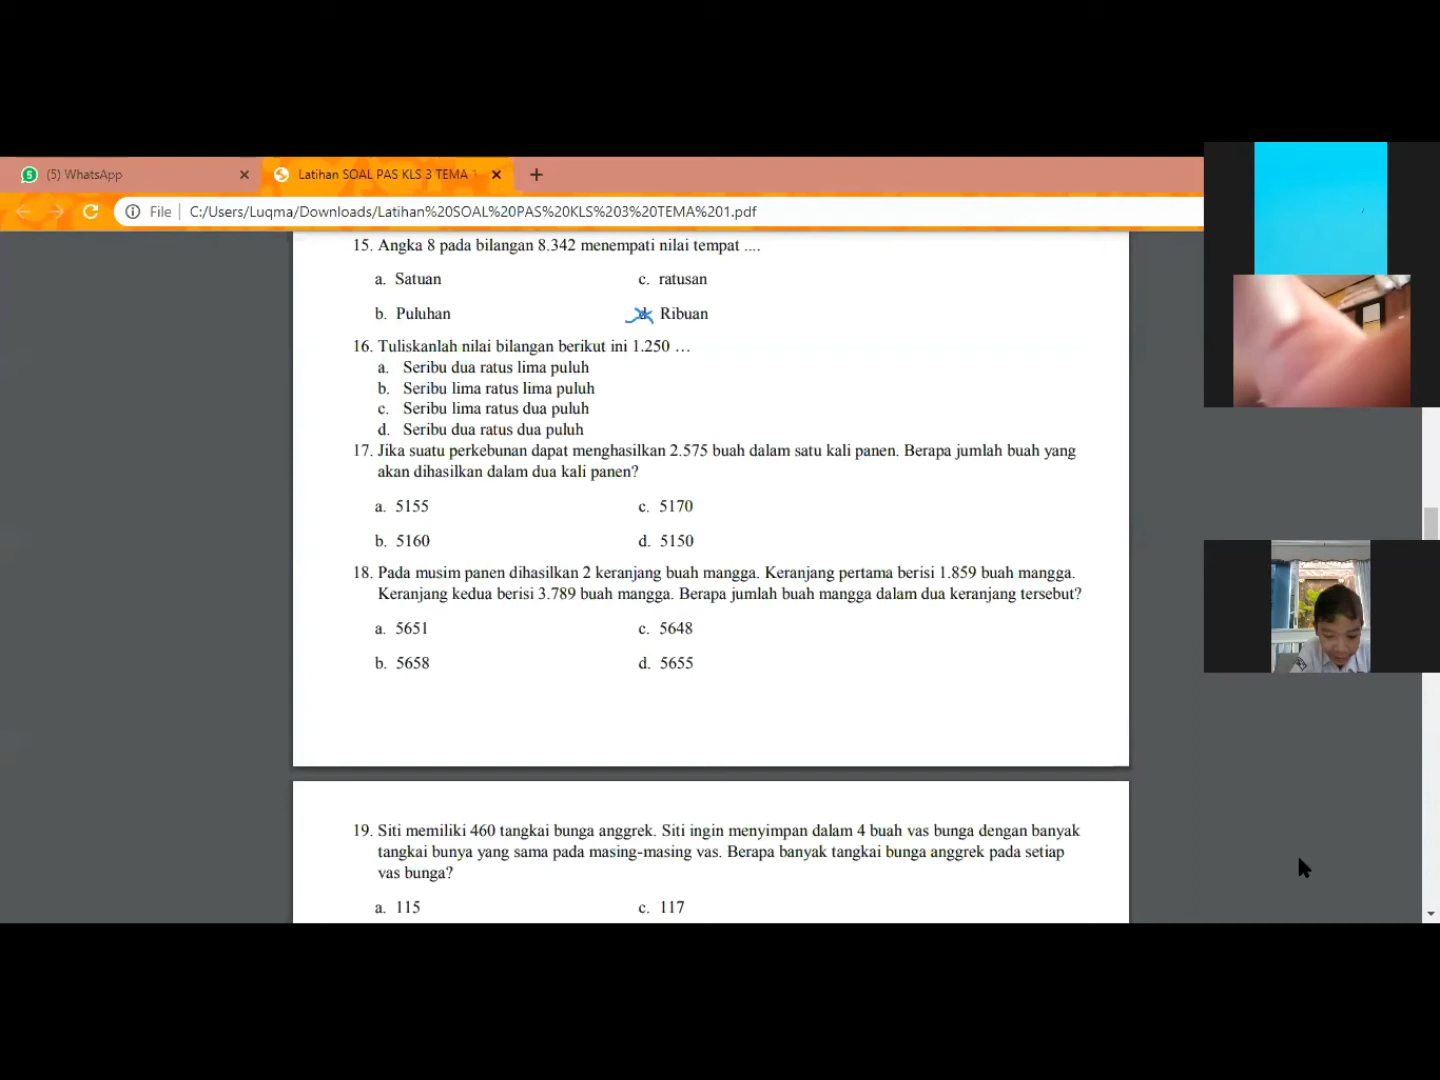 (5) WhatsApp
Latihan SOAL PAS KLS 3 TEMA
File C:/Users/Luqma/Downloads/Latihan%20SOAL%20PAS%20KLS%203%20TEMA%201.pdf
15. Angka 8 pada bilangan 8.342 menempati nilai tempat ....
a. Satuan c. ratusan
b. Puluhan d. Ribuan
16. Tuliskanlah nilai bilangan berikut ini 1.250 …
a. Seribu dua ratus lima puluh
b. Seribu lima ratus lima puluh
c. Seribu lima ratus dua puluh
d. Seribu dua ratus dua puluh
17. Jika suatu perkebunan dapat menghasilkan 2.575 buah dalam satu kali panen. Berapa jumlah buah yang
akan dihasilkan dalam dua kali panen?
a. 5155 c. 5170
b. 5160 d. 5150
18. Pada musim panen dihasilkan 2 keranjang buah mangga. Keranjang pertama berisi 1.859 buah mangga.
Keranjang kedua berisi 3.789 buah mangga. Berapa jumlah buah mangga dalam dua keranjang tersebut?
a. 5651 c. 5648
b. 5658 d. 5655
19. Siti memiliki 460 tangkai bunga anggrek. Siti ingin menyimpan dalam 4 buah vas bunga dengan banyak
tangkai bunya yang sama pada masing-masing vas. Berapa banyak tangkai bunga anggrek pada setiap
vas bunga?
a. 115 c. 117